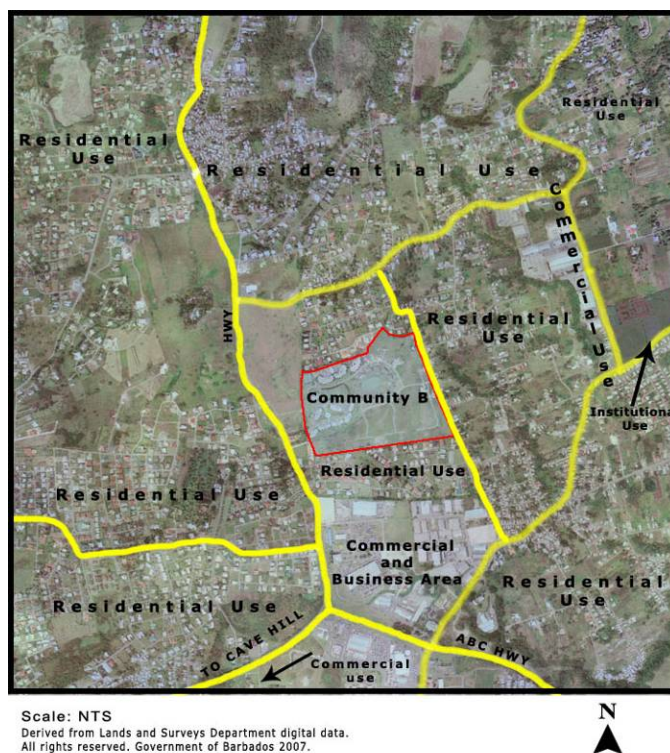 Residential
Use
Residential
Use
Residential Use
Commercial Use
HWY
Residential
Use
Community B
Institutional
Use
Residential Use
Residential Use
Commercial
and
Business Area
Residential
Use
Residential Use
TO CAVE HILL
ABC HWY
Commercial
use
Scale: NTS
Derived from Lands and Surveys Department digital data.
All rights reserved. Government of Barbados 2007.
N